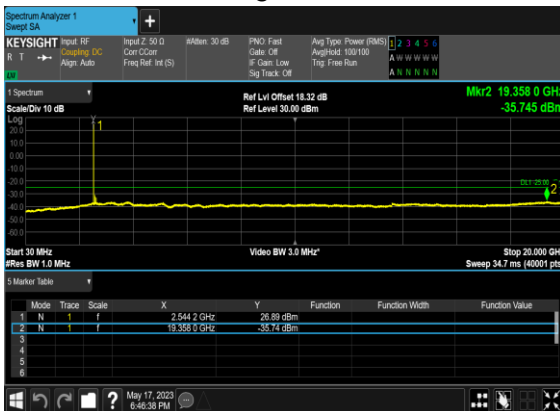 Spectrum Analyzer 1
Swept SA
KEYSIGHT Input: RF Input Z: 50 Ω #Atten: 30 dB PNO: Fast Avg Type: Power (RMS) 1 2 3 4 5 6
R T Coupling: DC Corr CCorr Gate: Off Avg|Hold: 100/100 A W W W W W
Align: Auto Freq Ref: Int (S) IF Gain: Low Trig: Free Run
LV Sig Track: Off A N N N N N
1 Spectrum Ref Lvl Offset 18.32 dB Mkr2 19.358 0 GHz
Scale/Div 10 dB Ref Level 30.00 dBm -35.745 dBm
Log
20.0
10.0
0.00
-10.0
-20.0
-30.0
-40.0
-50.0
-60.0
1
2
Start 30 MHz Video BW 3.0 MHz* Stop 20.000 GH
#Res BW 1.0 MHz Sweep 34.7 ms (40001 pts
5 Marker Table
Mode Trace Scale X Y Function Function Width Function Value
1 N 1 f 2.544 2 GHz 26.89 dBm
2 N 1 f 19.358 0 GHz -35.74 dBm
3
4
5
6
? May 17, 2023
6:46:38 PM